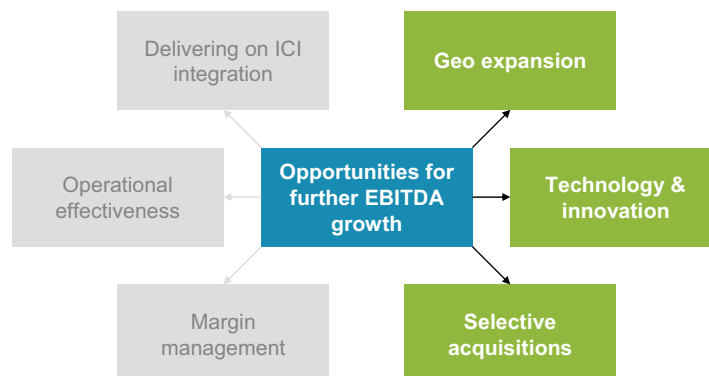 Delivering on ICI
integration
Geo expansion
Operational
effectiveness
Opportunities for
further EBITDA
growth
Technology &
innovation
Margin
management
Selective
acquisitions